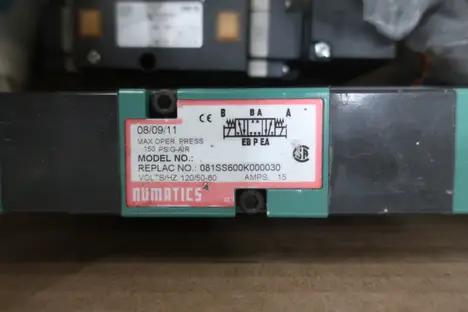 B BA A
08/09/11
CE
EB P EA
MAX OPER. PRESS
150 PSIG-AIR
MODEL NO.:
REPLAC NO.: 081SS600K000030
VOLTS/HZ 120/50-60 AMPS. .15
numatics